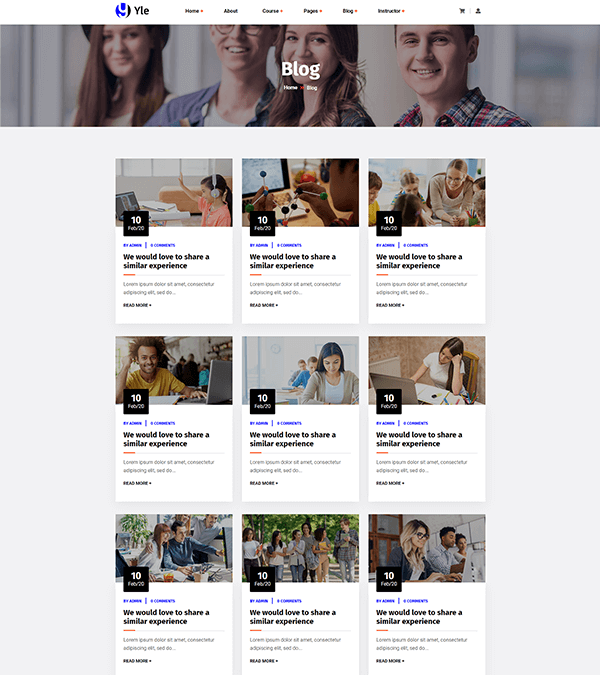 Yle
Home + About Course + Pages + Blog + Instructor +
Blog
Home Blog
10 10 10
Feb/20 Feb/20 Feb/20
BY ADMIN 0 COMMENTS BY ADMIN 0 COMMENTS BY ADMIN 0 COMMENTS
We would love to share a We would love to share a We would love to share a
similar experience similar experience similar experience
Lorem ipsum dolor sit amet, consectetur Lorem ipsum dolor sit amet, consectetur Lorem ipsum dolor sit amet, consectetur
adipiscing elit, sed do... adipiscing elit, sed do... adipiscing elit, sed do...
READ MORE + READ MORE + READ MORE +
10 10 10
Feb/20 Feb/20 Feb/20
BY ADMIN 0 COMMENTS BY ADMIN 0 COMMENTS BY ADMIN 0 COMMENTS
We would love to share a We would love to share a We would love to share a
similar experience similar experience similar experience
Lorem ipsum dolor sit amet, consectetur Lorem ipsum dolor sit amet, consectetur Lorem ipsum dolor sit amet, consectetur
adipiscing elit, sed do... adipiscing elit, sed do... adipiscing elit, sed do...
READ MORE + READ MORE + READ MORE +
10 10 10
Feb/20 Feb/20 Feb/20
BY ADMIN 0 COMMENTS BY ADMIN 0 COMMENTS BY ADMIN 0 COMMENTS
We would love to share a We would love to share a We would love to share a
similar experience similar experience similar experience
Lorem ipsum dolor sit amet, consectetur Lorem ipsum dolor sit amet, consectetur Lorem ipsum dolor sit amet, consectetur
adipiscing elit, sed do... adipiscing elit, sed do... adipiscing elit, sed do...
READ MORE + READ MORE + READ MORE +